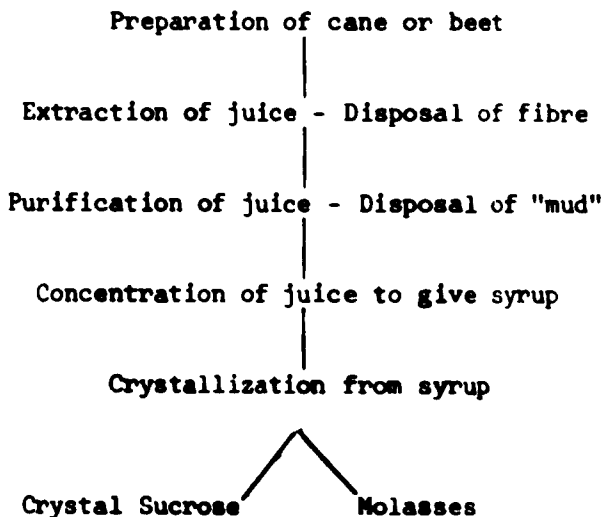 Preparation of cane or beet
Extraction of juice - Disposal of fibre
Purification of juice - Disposal of "mud"
Concentration of juice to give syrup
Crystallization from syrup
Crystal Sucrose Molasses